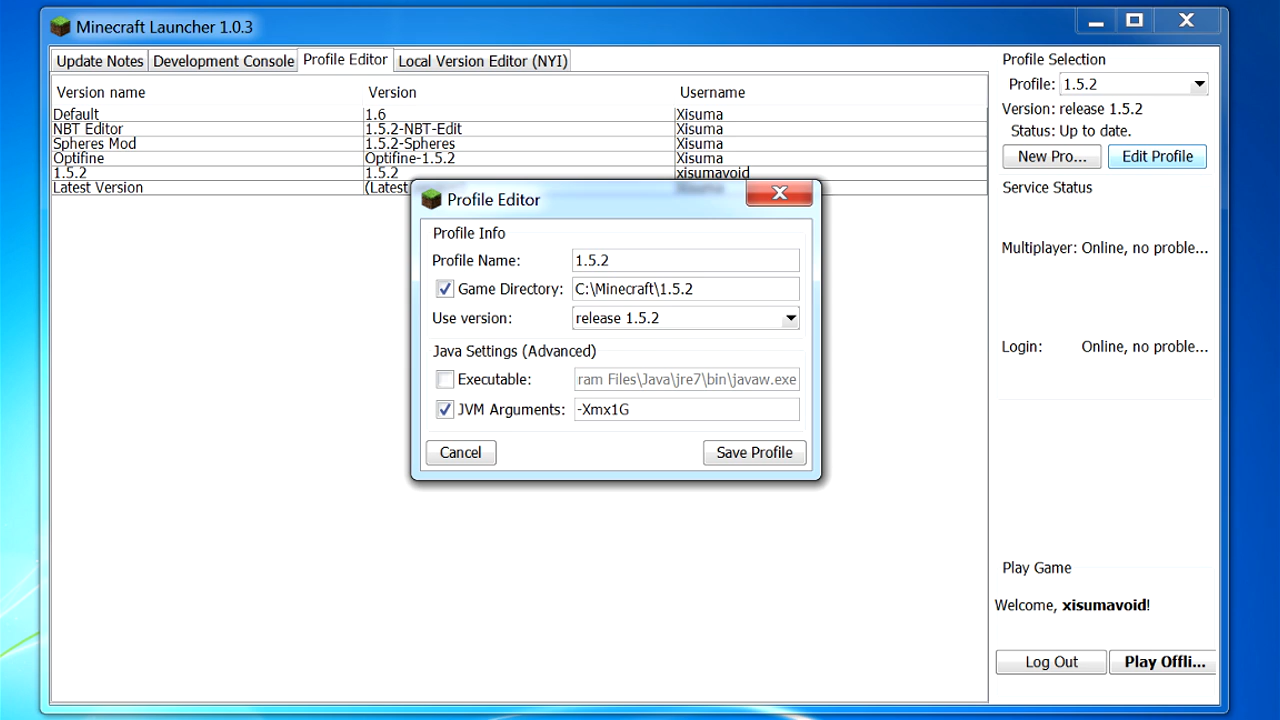 Minecraft Launcher 1.0.3
Update Notes Development Console Profile Editor Local Version Editor (NYI)
Version name Version Username
Default 1.6 Xisuma
NBT Editor 1.5.2-NBT-Edit Xisuma
Spheres Mod 1.5.2-Spheres Xisuma
Optifine Optifine-1.5.2 Xisuma
1.5.2 1.5.2 xisumavoid
Latest Version (Latest
Profile Editor
Profile Info
Profile Name: 1.5.2
Game Directory: C:\Minecraft\1.5.2
Use version: release 1.5.2
Java Settings (Advanced)
Executable: ram Files\Java\jre7\bin\javaw.exe
JVM Arguments: -Xmx1G
Cancel Save Profile
Profile Selection
Profile: 1.5.2
Version: release 1.5.2
Status: Up to date.
New Pro... Edit Profile
Service Status
Multiplayer: Online, no proble...
Login: Online, no proble...
Play Game
Welcome, xisumavoid!
Log Out Play Offli...